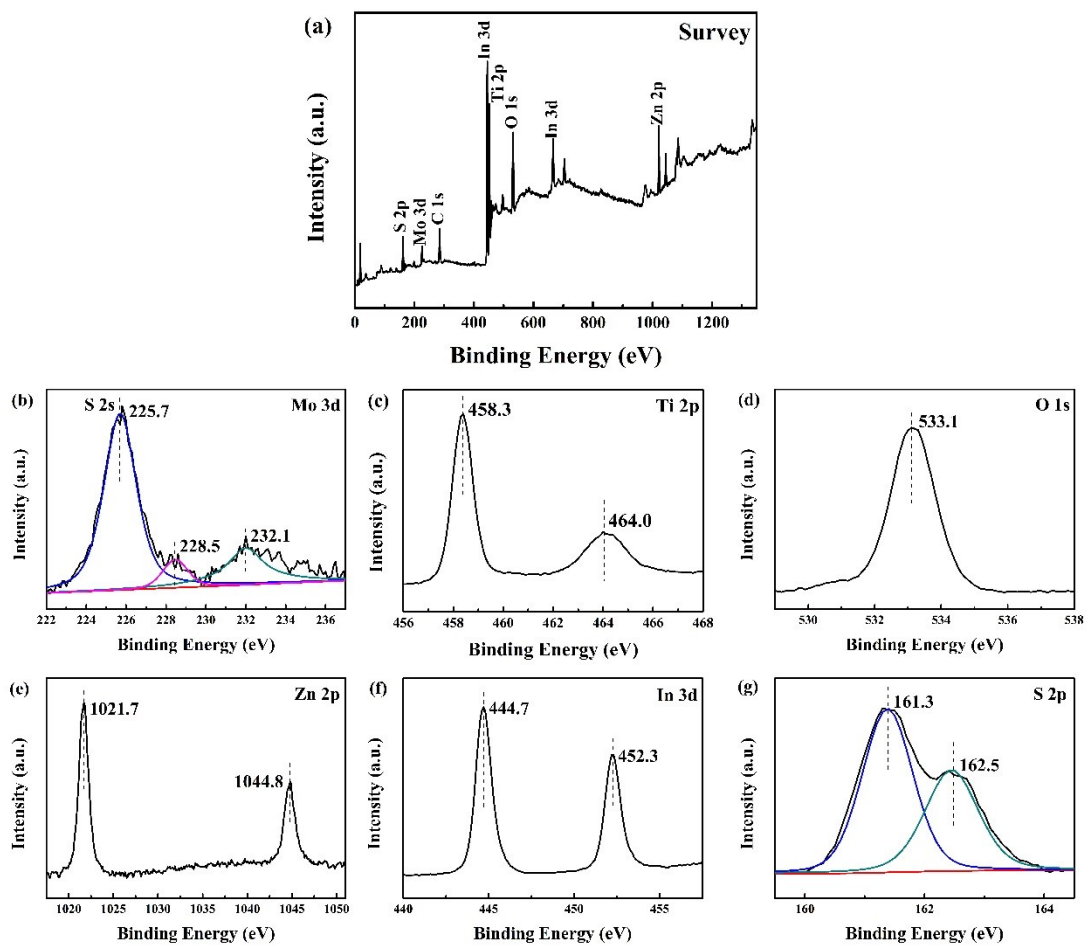 (a)
Survey
In 3d
Ti 2p
O 1s
In 3d
Zn 2p
S 2p
Mo 3d
C 1s
Intensity (a.u.)
0 200 400 600 800 1000 1200
Binding Energy (eV)
(b)
S 2s
225.7
Mo 3d
228.5
232.1
Intensity (a.u.)
222 224 226 228 230 232 234 236
Binding Energy (eV)
(c)
458.3
Ti 2p
464.0
Intensity (a.u.)
456 458 460 462 464 466 468
Binding Energy (eV)
(d)
O 1s
533.1
Intensity (a.u.)
530 532 534 536 538
Binding Energy (eV)
(e)
Zn 2p
1021.7
1044.8
Intensity (a.u.)
1020 1025 1030 1035 1040 1045 1050
Binding Energy (eV)
(f)
In 3d
444.7
452.3
Intensity (a.u.)
440 445 450 455
Binding Energy (eV)
(g)
S 2p
161.3
162.5
Intensity (a.u.)
160 162 164
Binding Energy (eV)